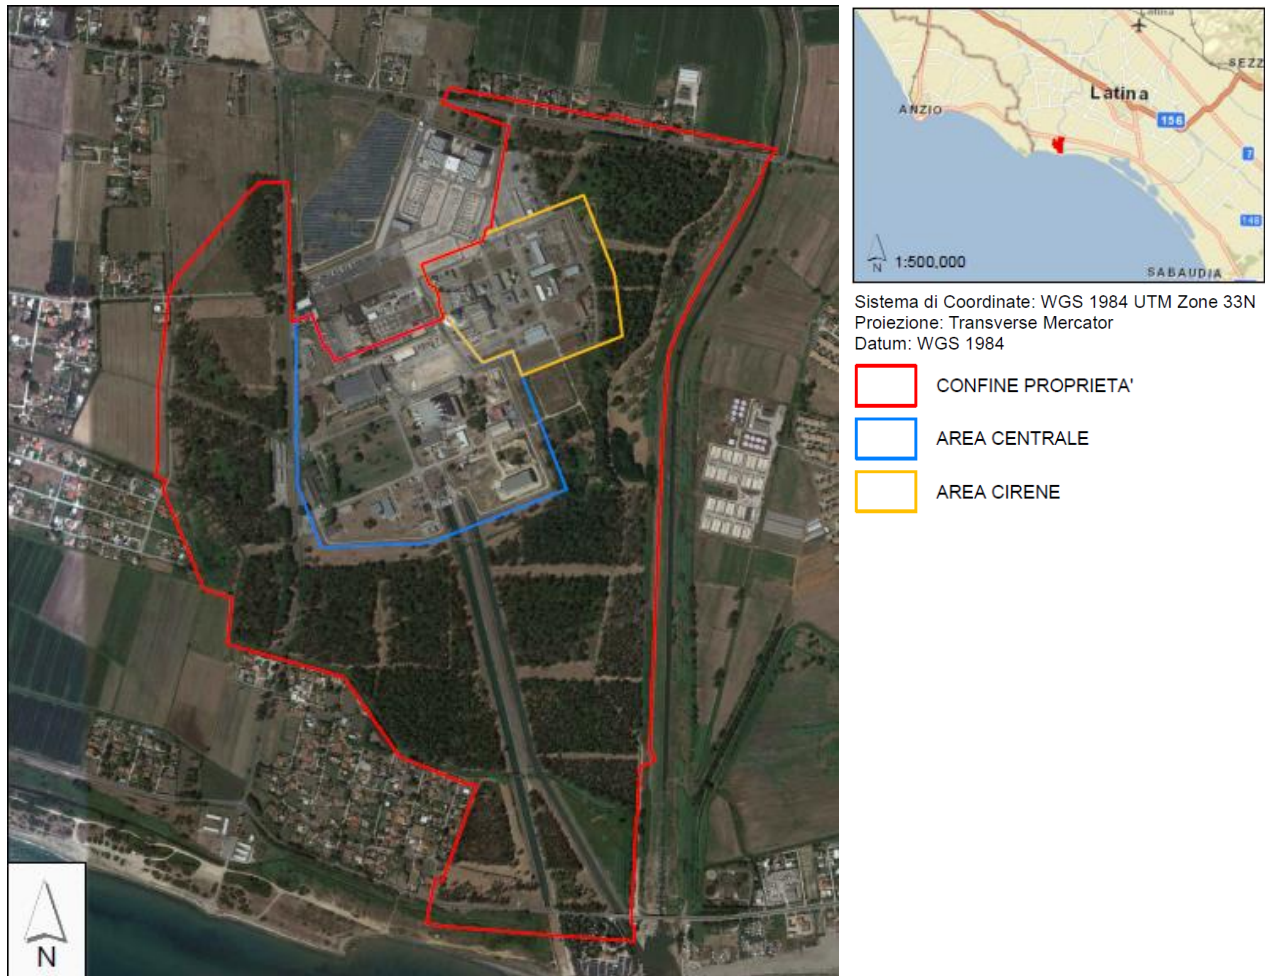 Latina
SEZZ
Latina
ANZIO
156
7
148
N
1:500,000
SABAUDIA
Sistema di Coordinate: WGS 1984 UTM Zone 33N
Proiezione: Transverse Mercator
Datum: WGS 1984
CONFINE PROPRIETA'
AREA CENTRALE
AREA CIRENE
N